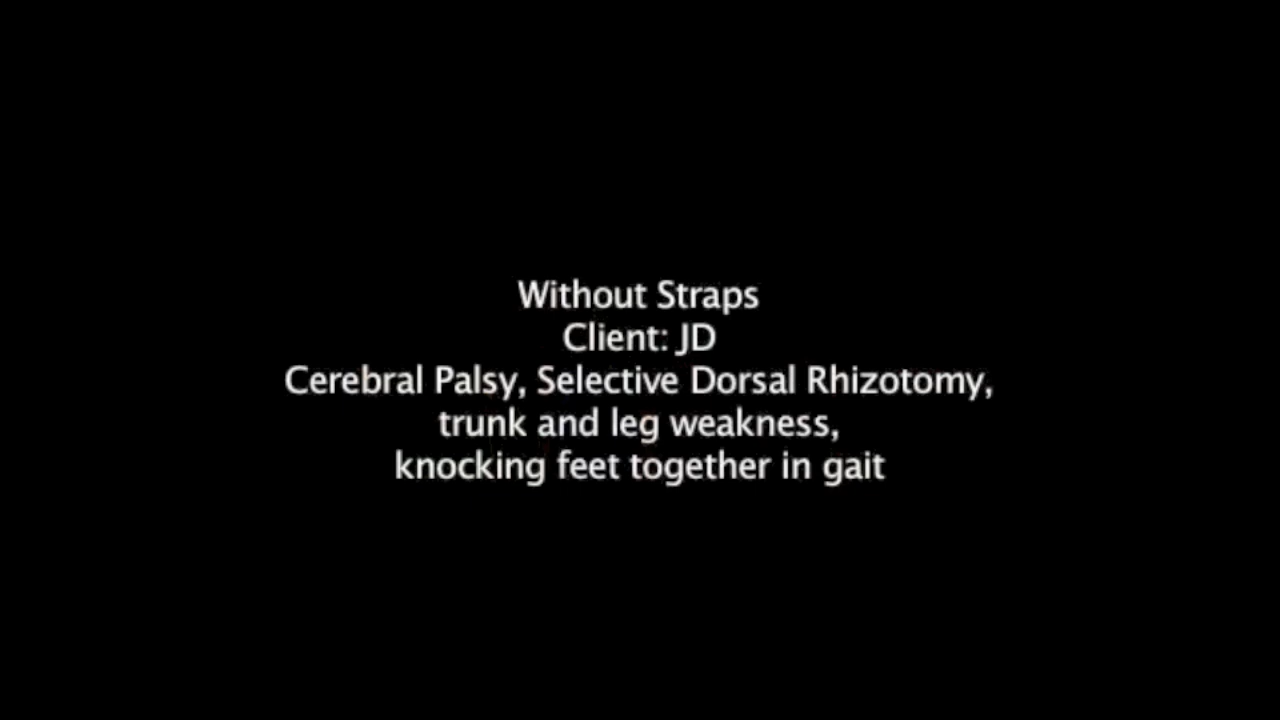 Without Straps
Client: JD
Cerebral Palsy, Selective Dorsal Rhizotomy,
trunk and leg weakness,
knocking feet together in gait